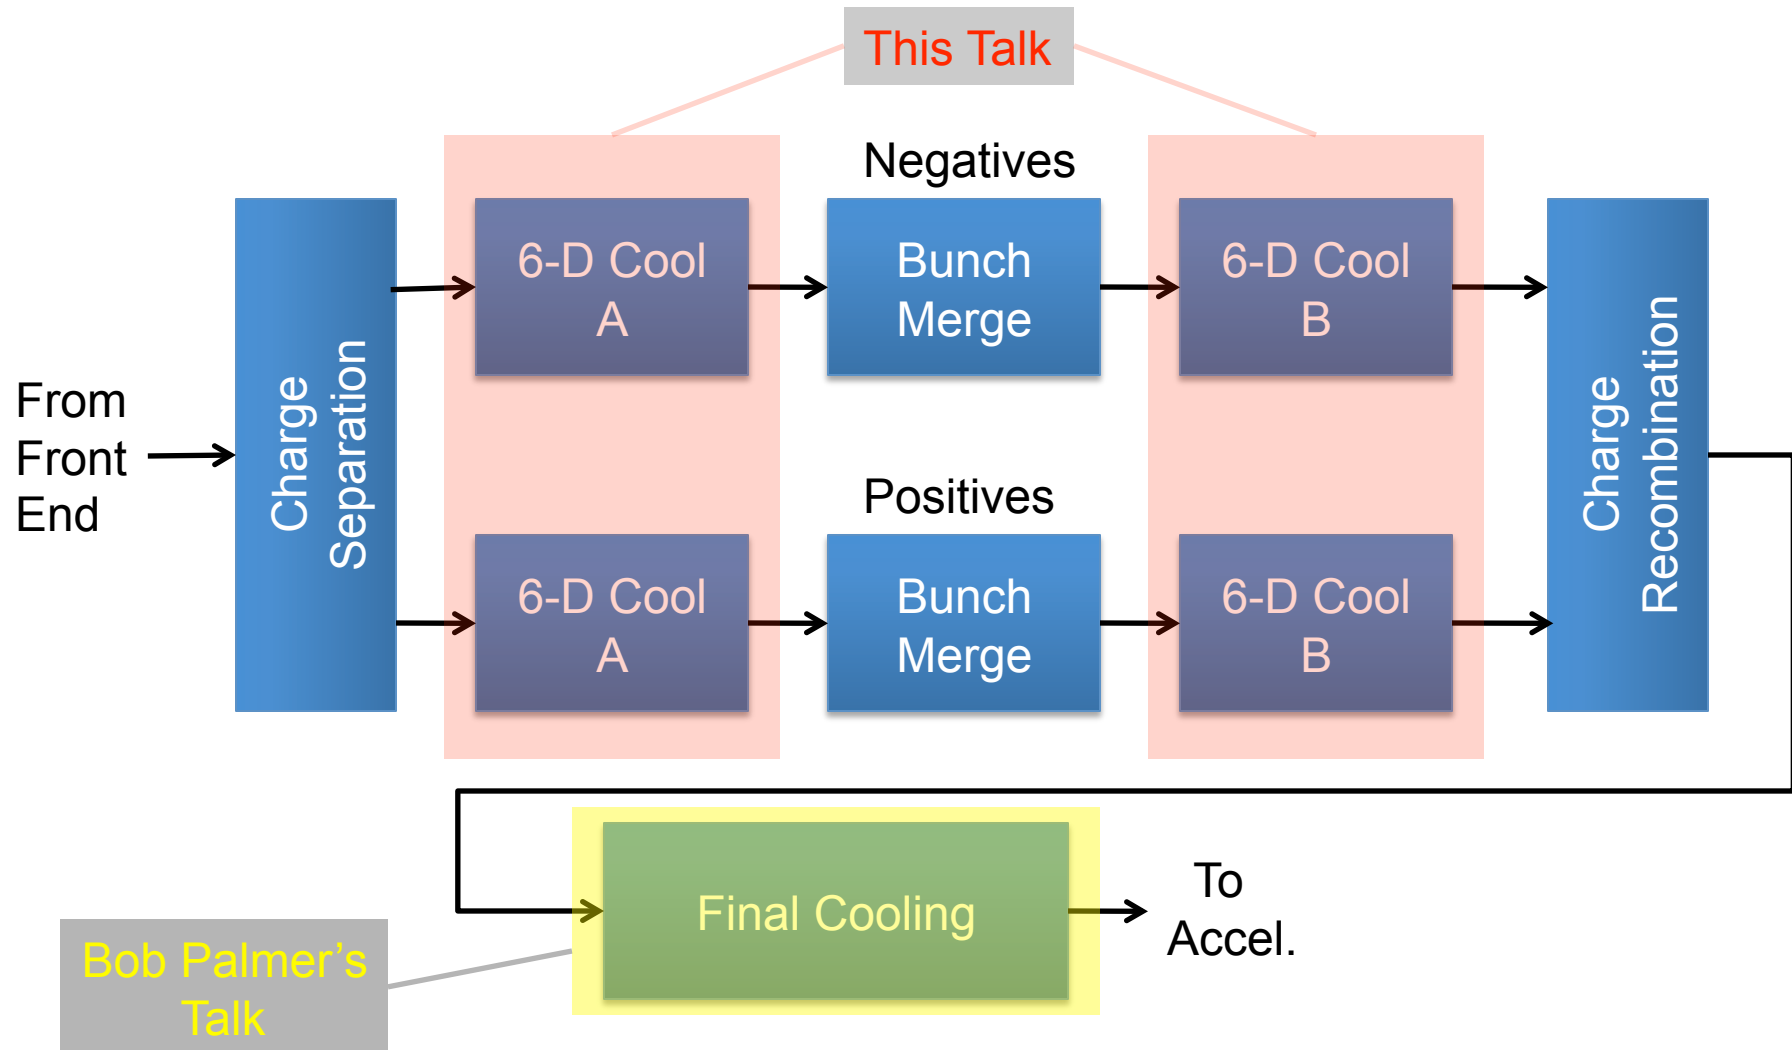 This Talk
Negatives
6-D Cool
A
Bunch
Merge
6-D Cool
B
From
Front
End
Charge
Separation
Charge
Recombination
Positives
6-D Cool
A
Bunch
Merge
6-D Cool
B
Final Cooling
To
Accel.
Bob Palmer’s
Talk